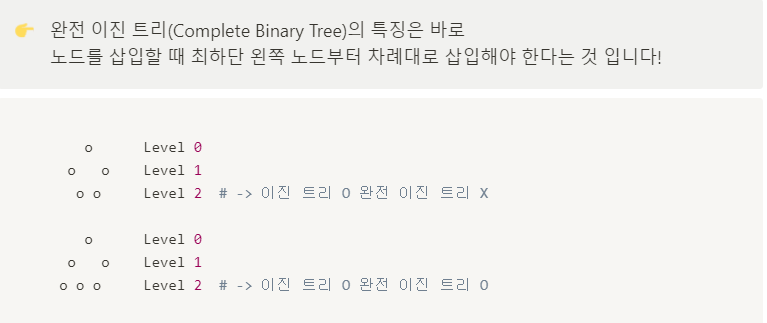 👉 완전 이진 트리(Complete Binary Tree)의 특징은 바로
노드를 삽입할 때 최하단 왼쪽 노드부터 차례대로 삽입해야 한다는 것 입니다!
o Level 0
o o Level 1
o o Level 2 # -> 이진 트리 O 완전 이진 트리 X
o Level 0
o o Level 1
o o o Level 2 # -> 이진 트리 O 완전 이진 트리 O